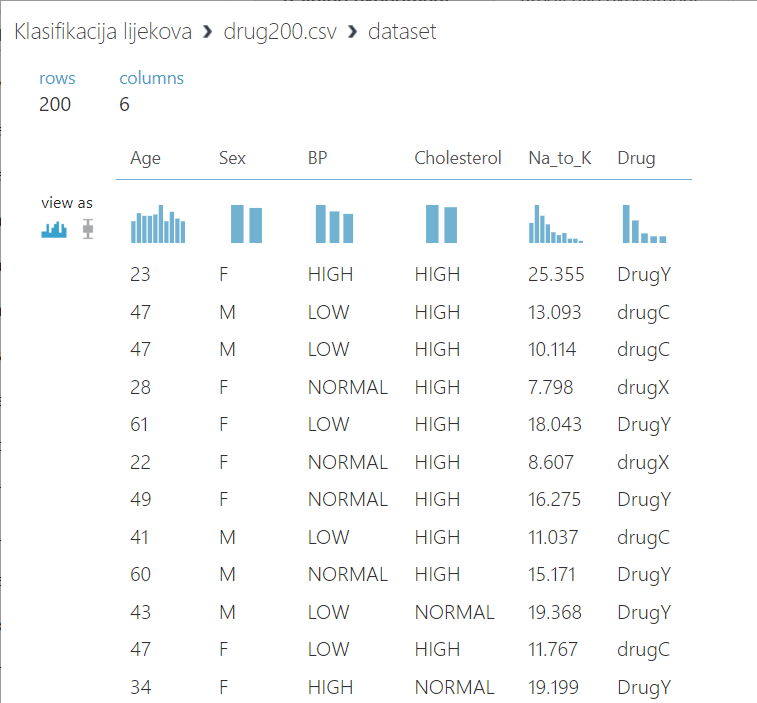 Klasifikacija lijekova › drug200.csv › dataset
rows columns
200 6
Age Sex BP Cholesterol Na_to_K Drug
view as
23 F HIGH HIGH 25.355 DrugY
47 M LOW HIGH 13.093 drugC
47 M LOW HIGH 10.114 drugC
28 F NORMAL HIGH 7.798 drugX
61 F LOW HIGH 18.043 DrugY
22 F NORMAL HIGH 8.607 drugX
49 F NORMAL HIGH 16.275 DrugY
41 M LOW HIGH 11.037 drugC
60 M NORMAL HIGH 15.171 DrugY
43 M LOW NORMAL 19.368 DrugY
47 F LOW HIGH 11.767 drugC
34 F HIGH NORMAL 19.199 DrugY